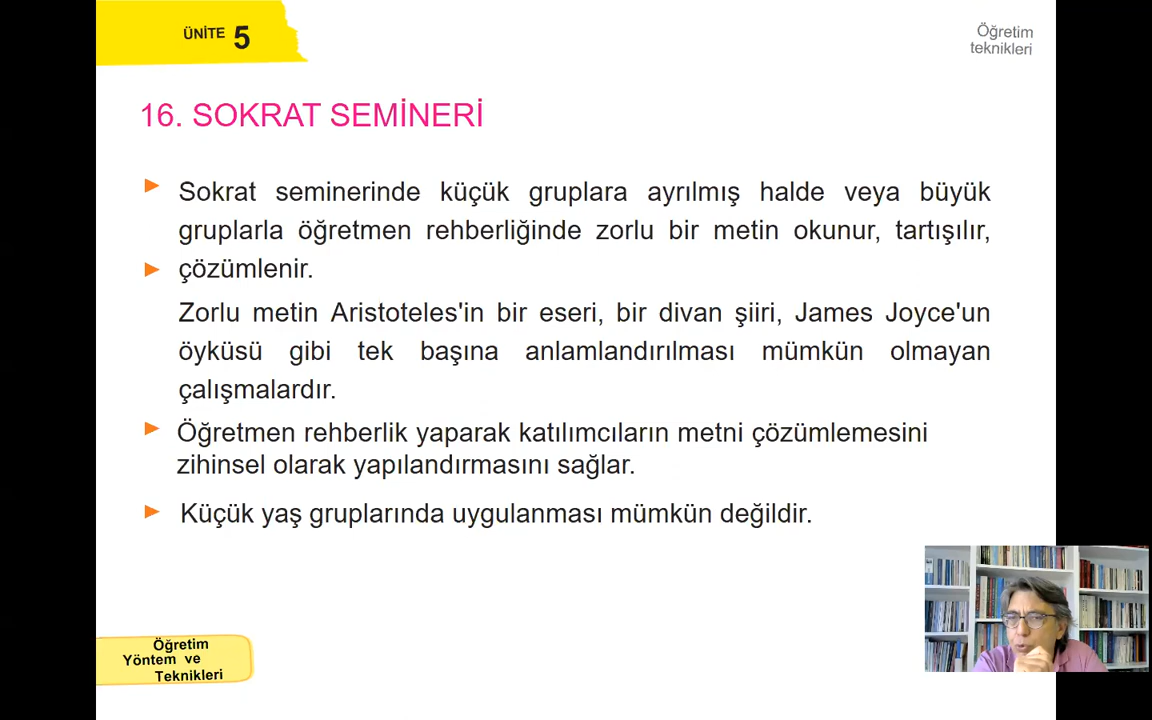 ÜNİTE 5
Öğretim
teknikleri
16. SOKRAT SEMİNERİ
Sokrat seminerinde küçük gruplara ayrılmış halde veya büyük
gruplarla öğretmen rehberliğinde zorlu bir metin okunur, tartışılır,
çözümlenir.
Zorlu metin Aristoteles'in bir eseri, bir divan şiiri, James Joyce'un
öyküsü gibi tek başına anlamlandırılması mümkün olmayan
çalışmalardır.
Öğretmen rehberlik yaparak katılımcıların metni çözümlemesini
zihinsel olarak yapılandırmasını sağlar.
Küçük yaş gruplarında uygulanması mümkün değildir.
Öğretim
Yöntem ve
Teknikleri